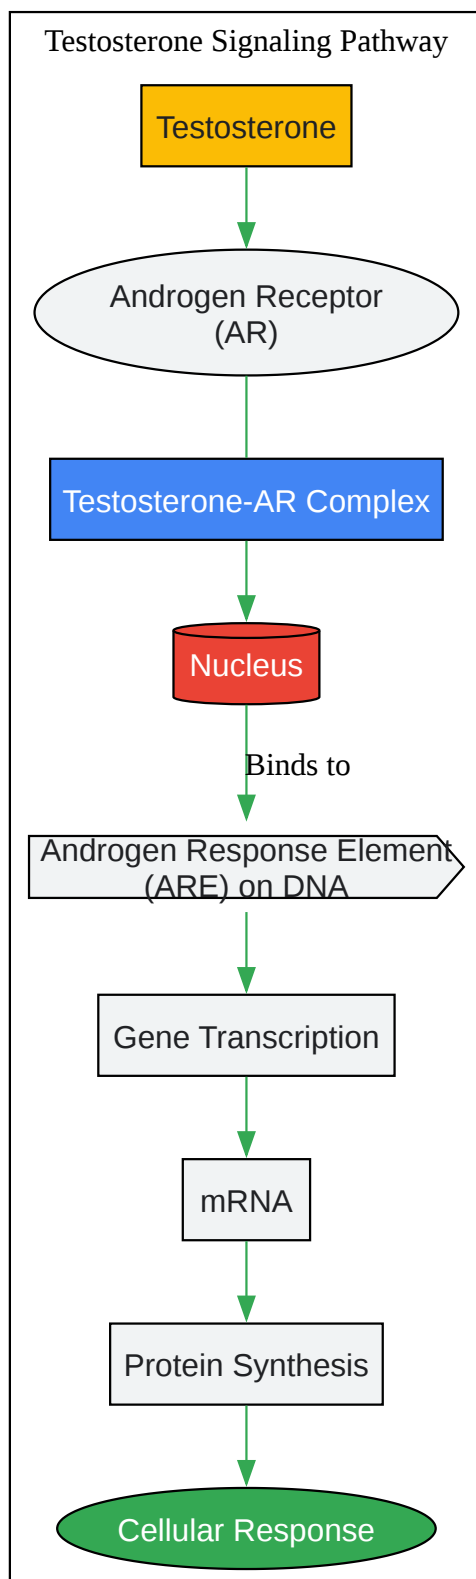 Testosterone Signaling Pathway
Testosterone
Androgen Receptor
(AR)
Testosterone-AR Complex
Nucleus
Binds to
Androgen Response Element
(ARE) on DNA
Gene Transcription
mRNA
Protein Synthesis
Cellular Response